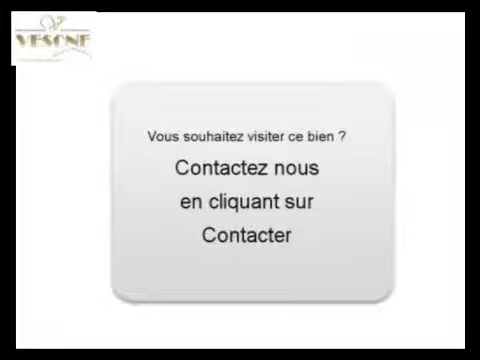 VESONE
Vous souhaitez visiter ce bien ?
Contactez nous
en cliquant sur
Contacter